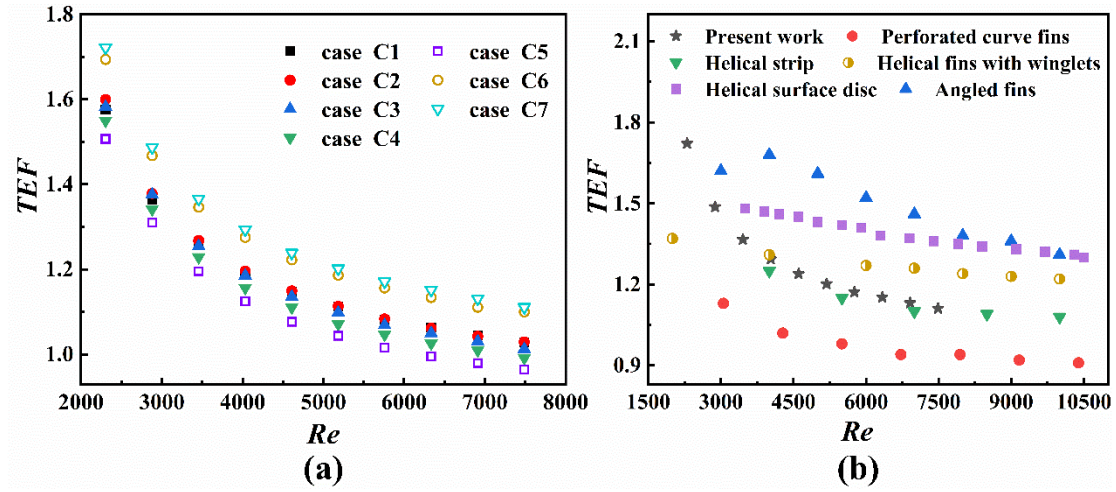 1.8
1.6
1.4
1.2
1.0
TEF
case C1
case C2
case C3
case C4
case C5
case C6
case C7
2000 3000 4000 5000 6000 7000 8000
Re
(a)
2.1
1.8
1.5
1.2
0.9
TEF
Present work
Perforated curve fins
Helical strip
Helical fins with winglets
Helical surface disc
Angled fins
1500 3000 4500 6000 7500 9000 10500
Re
(b)